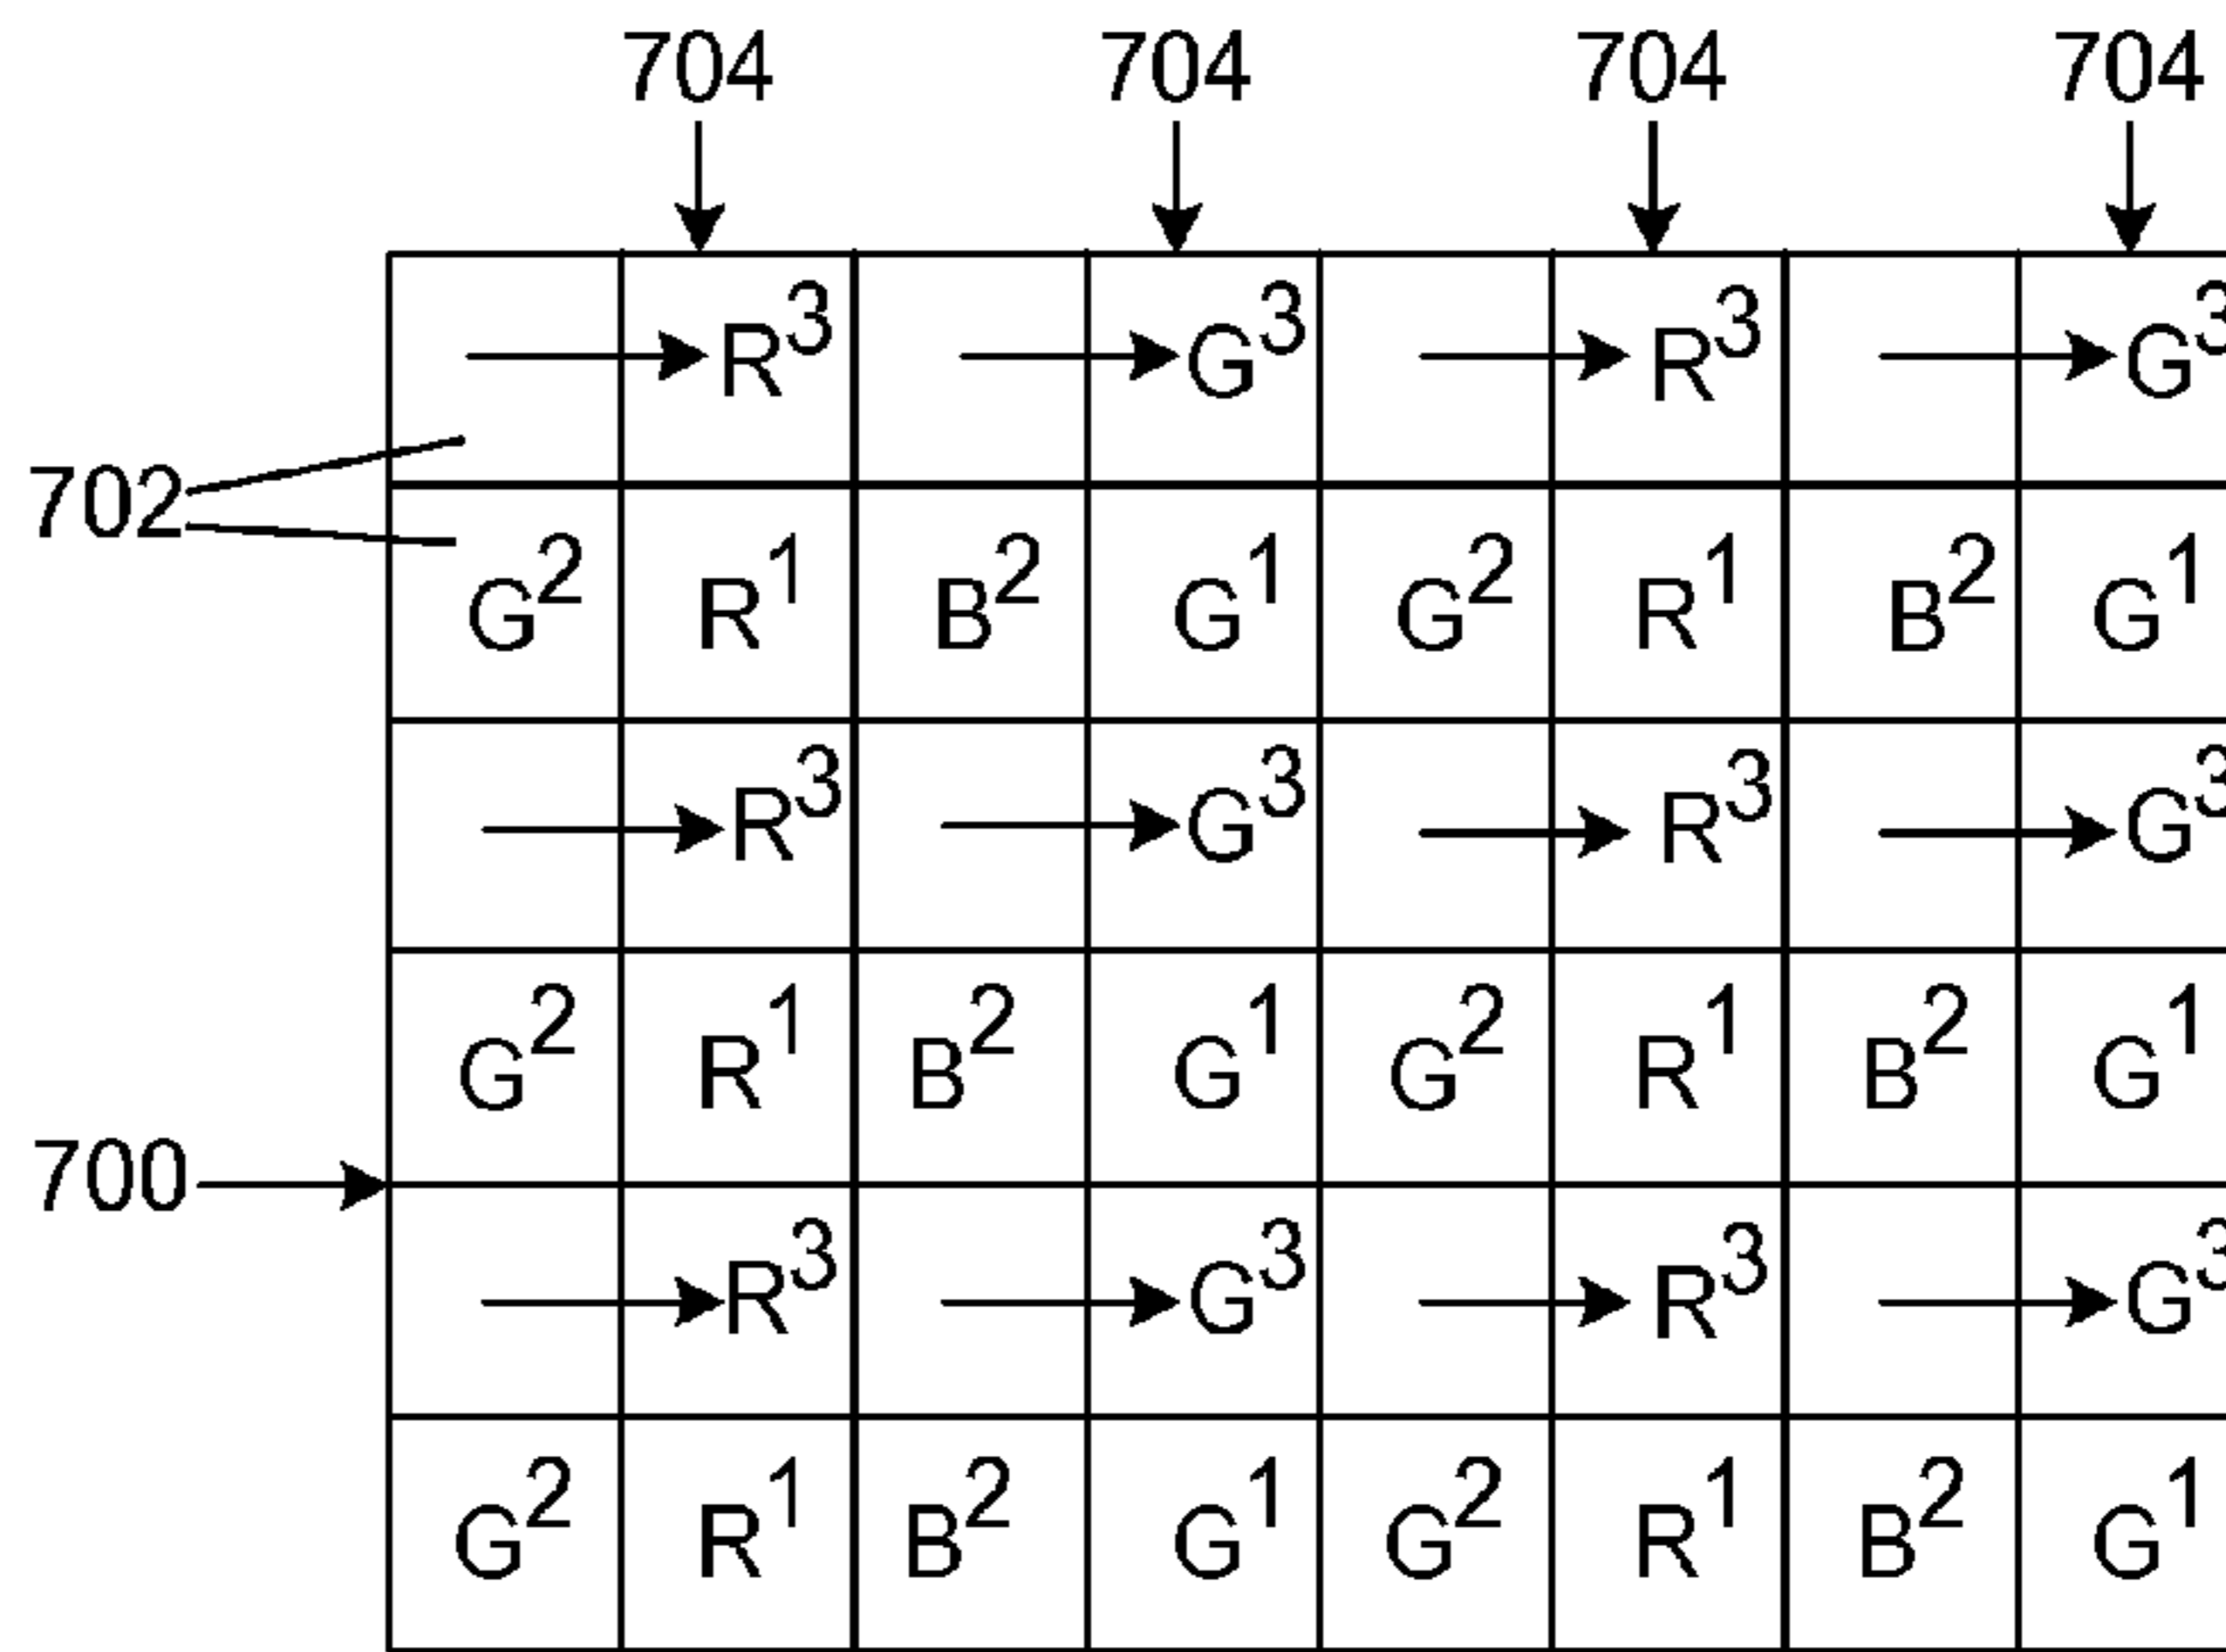 704 704 704 704
R³ G³ R³ G³
702
G² R¹ B² G¹ G² R¹ B² G¹
R³ G³ R³ G³
G² R¹ B² G¹ G² R¹ B² G¹
700
R³ G³ R³ G³
G² R¹ B² G¹ G² R¹ B² G¹